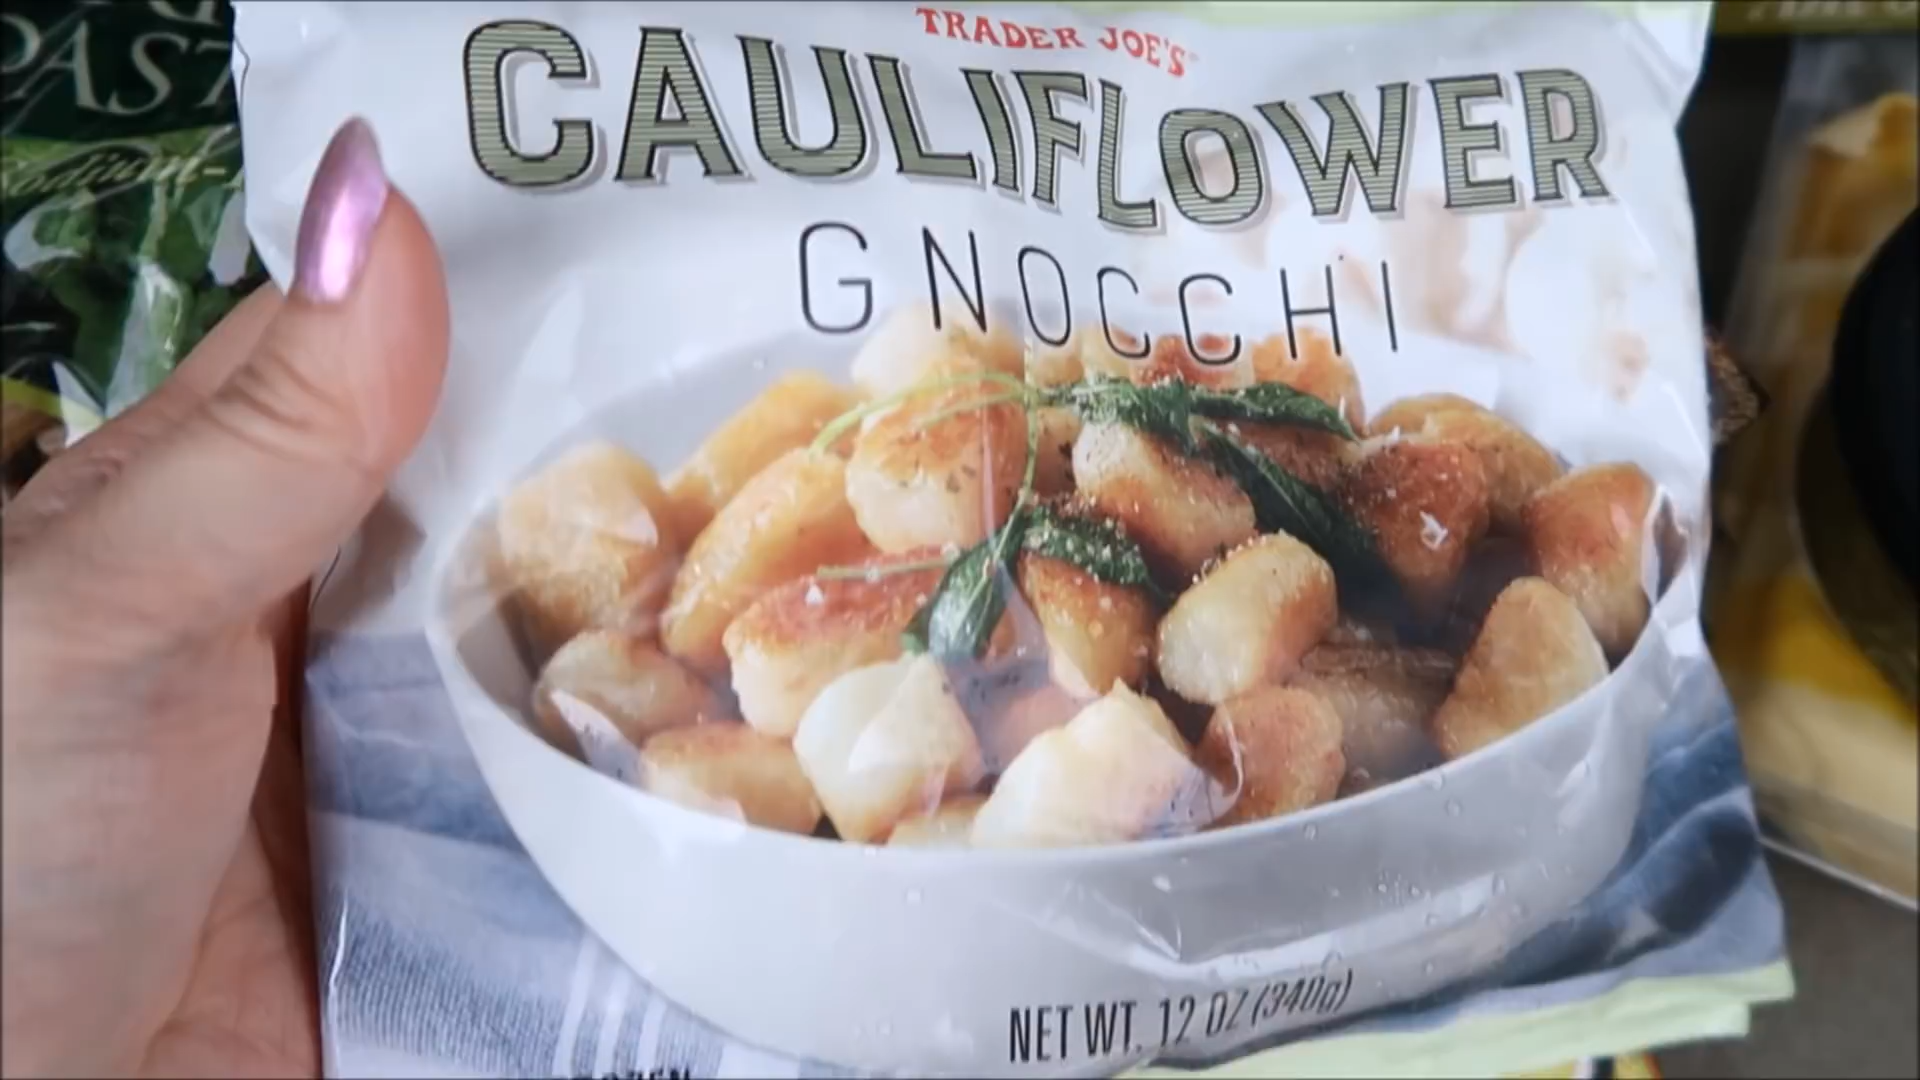 TRADER JOE'S
CAULIFLOWER
GNOCCHI
NET WT. 12 OZ (340g)